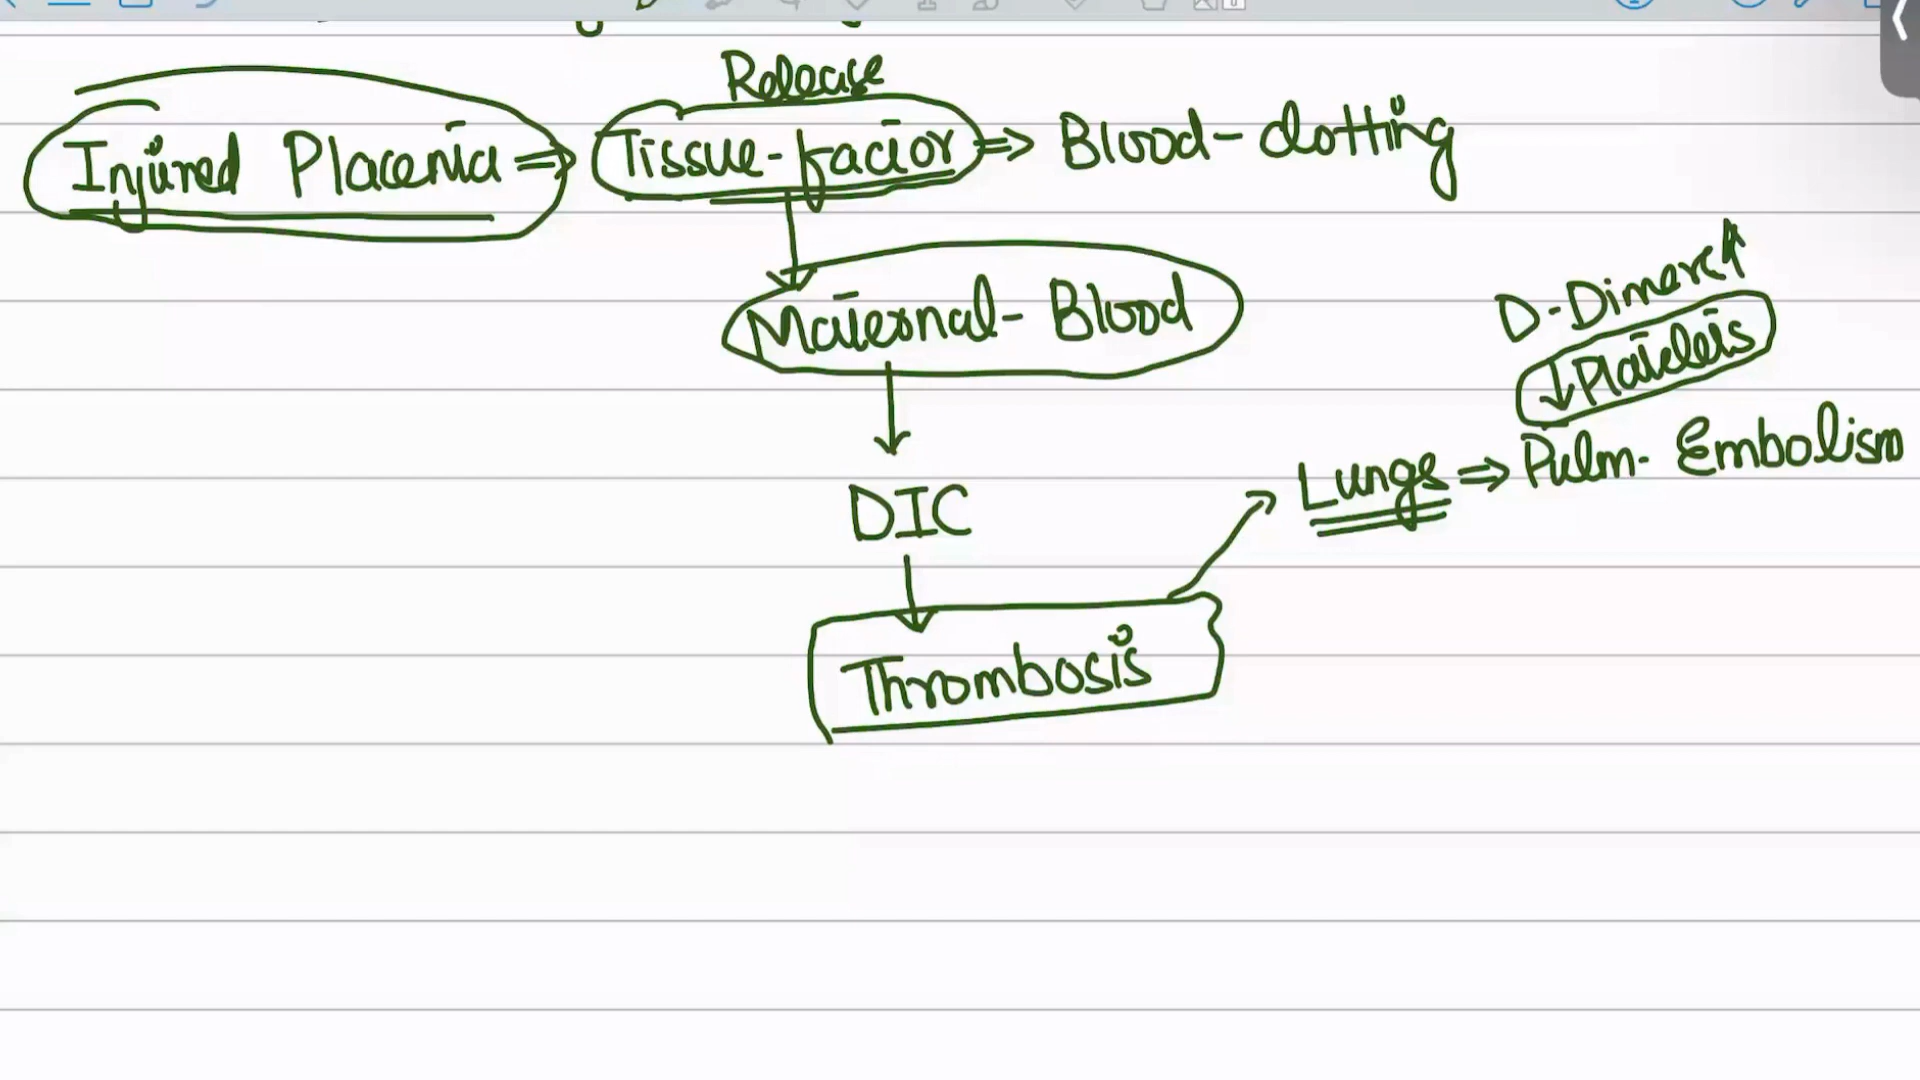 Release
Injured Placenta ⇒ Tissue-factor ⇒ Blood-clotting
Maternal-Blood
D-Dimer ↑
↓ Platelets
DIC
Lungs ⇒ Pulm- Embolism
Thrombosis